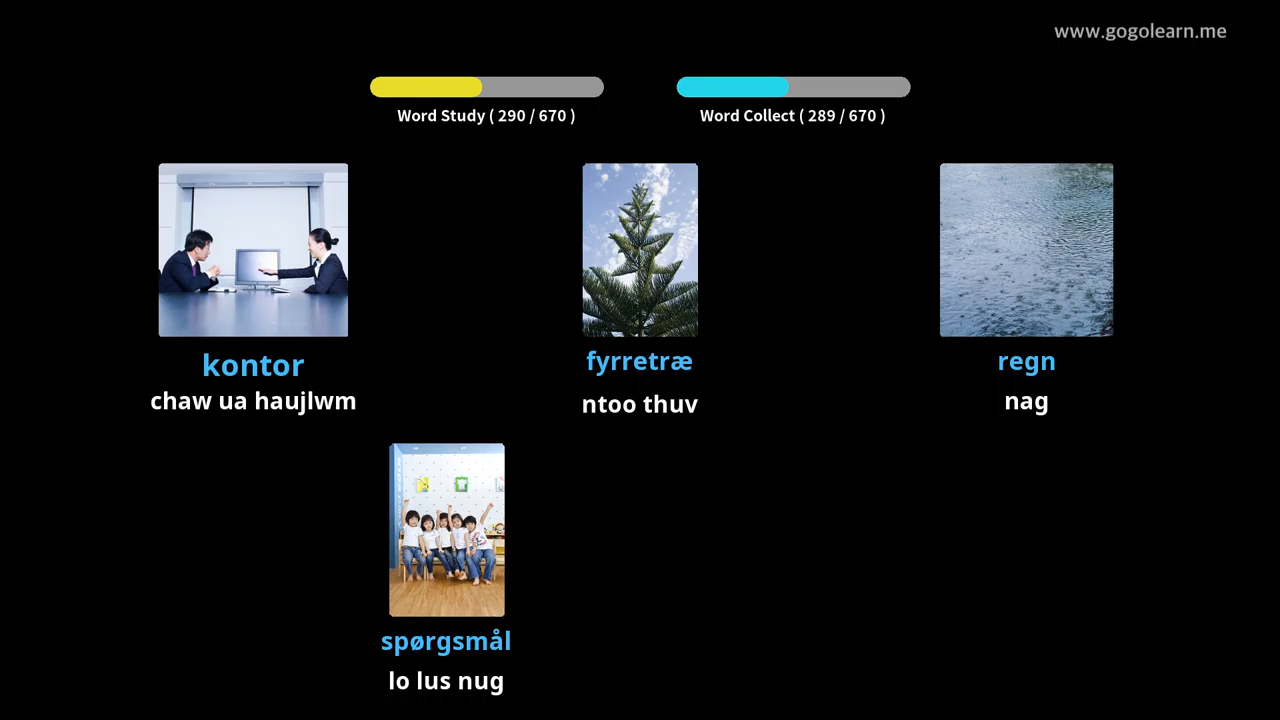 www.gogolearn.me
Word Study ( 290 / 670 )
Word Collect ( 289 / 670 )
kontor
chaw ua haujlwm
fyrretræ
ntoo thuv
regn
nag
spørgsmål
lo lus nug